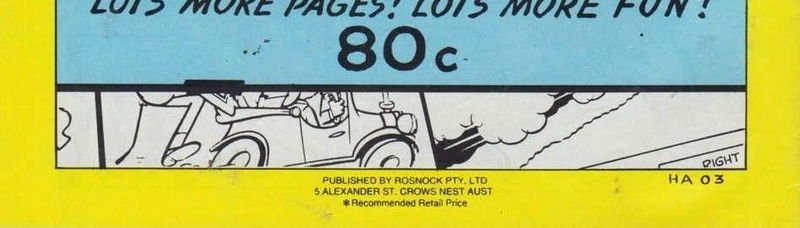 LOTS MORE PAGES! LOTS MORE FUN!
80c
RIGHT
HA 03
PUBLISHED BY ROSNOCK PTY. LTD
5 ALEXANDER ST. CROWS NEST AUST
*Recommended Retail Price